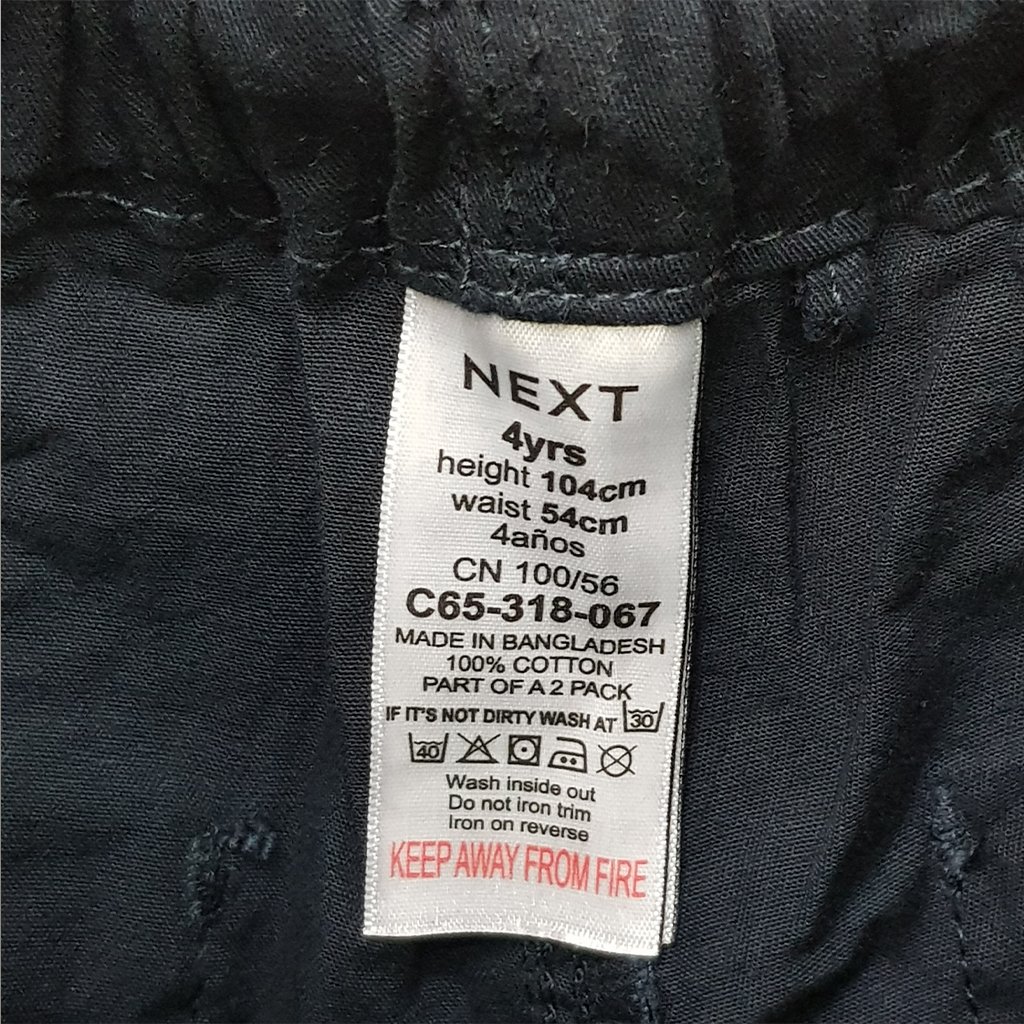 NEXT
4yrs
height 104cm
waist 54cm
4años
CN 100/56
C65-318-067
MADE IN BANGLADESH
100% COTTON
PART OF A 2 PACK
IF IT'S NOT DIRTY WASH AT 30
40
Wash inside out
Do not iron trim
Iron on reverse
KEEP AWAY FROM FIRE